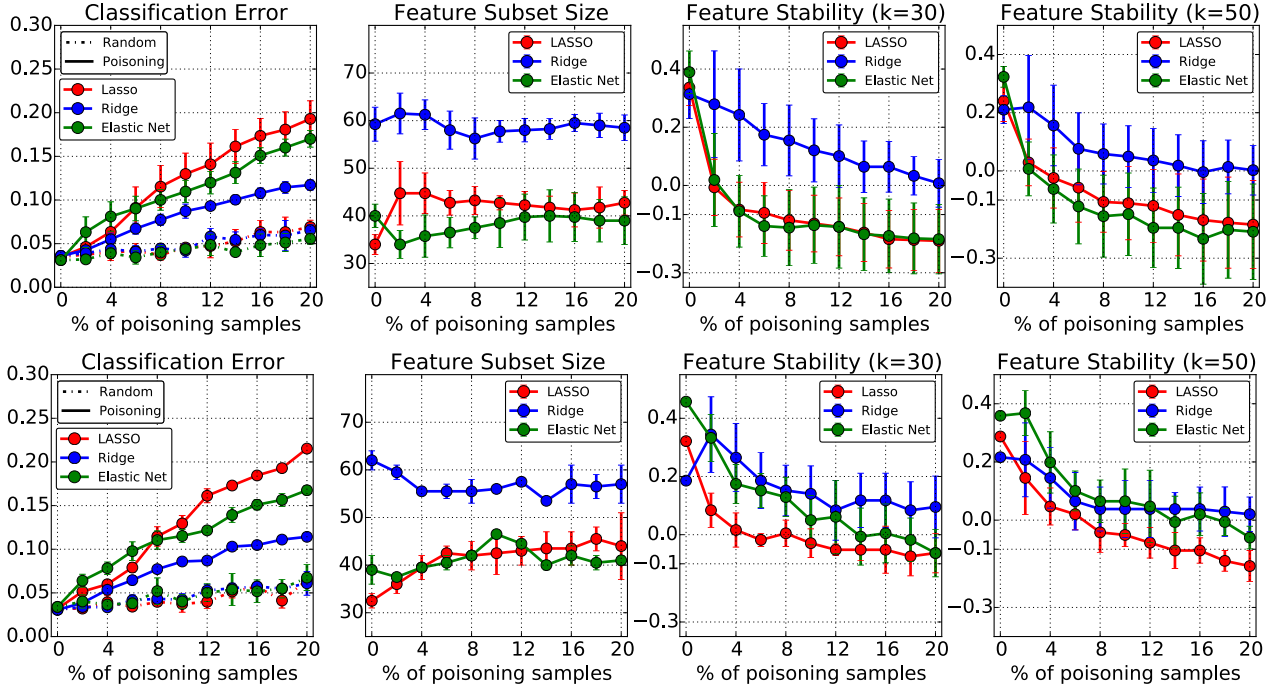 Classification Error
0.30
0.25
0.20
0.15
0.10
0.05
0.00
Random
Poisoning
Lasso
Ridge
Elastic Net
0 4 8 12 16 20
% of poisoning samples
Feature Subset Size
70
60
50
40
30
LASSO
Ridge
Elastic Net
0 4 8 12 16 20
% of poisoning samples
Feature Stability (k=30)
0.4
0.2
0.0
−0.1
−0.3
LASSO
Ridge
Elastic Net
0 4 8 12 16 20
% of poisoning samples
Feature Stability (k=50)
0.4
0.2
0.0
−0.1
−0.3
LASSO
Ridge
Elastic Net
0 4 8 12 16 20
% of poisoning samples
Classification Error
0.30
0.25
0.20
0.15
0.10
0.05
0.00
Random
Poisoning
LASSO
Ridge
Elastic Net
0 4 8 12 16 20
% of poisoning samples
Feature Subset Size
70
60
50
40
30
LASSO
Ridge
Elastic Net
0 4 8 12 16 20
% of poisoning samples
Feature Stability (k=30)
0.4
0.2
0.0
−0.1
−0.3
LASSO
Ridge
Elastic Net
0 4 8 12 16 20
% of poisoning samples
Feature Stability (k=50)
0.4
0.2
0.0
−0.1
−0.3
LASSO
Ridge
Elastic Net
0 4 8 12 16 20
% of poisoning samples